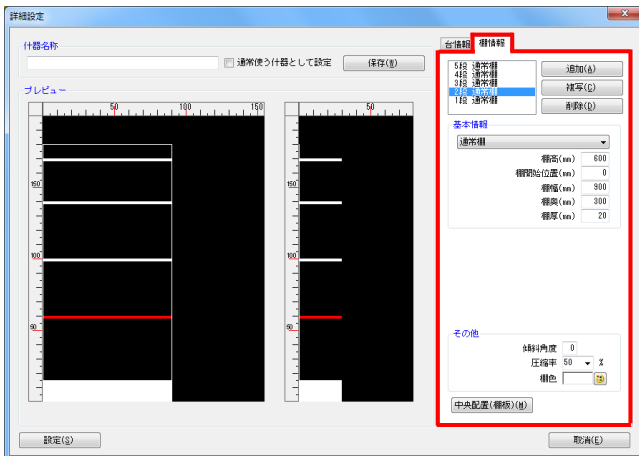 詳細設定
什器名称
通常使う什器として設定
保存(W)
プレビュー
50 100 150
50
150
100
50
150
100
50
台情報 棚情報
5段 通常棚
4段 通常棚
3段 通常棚
2段 通常棚
1段 通常棚
追加(A)
複写(C)
削除(D)
基本情報
通常棚
棚高(mm) 600
棚開始位置(mm) 0
棚幅(mm) 900
棚奥(mm) 300
棚厚(mm) 20
その他
傾斜角度 0
圧縮率 50 %
棚色
中央配置(棚板)(M)
設定(S)
取消(E)